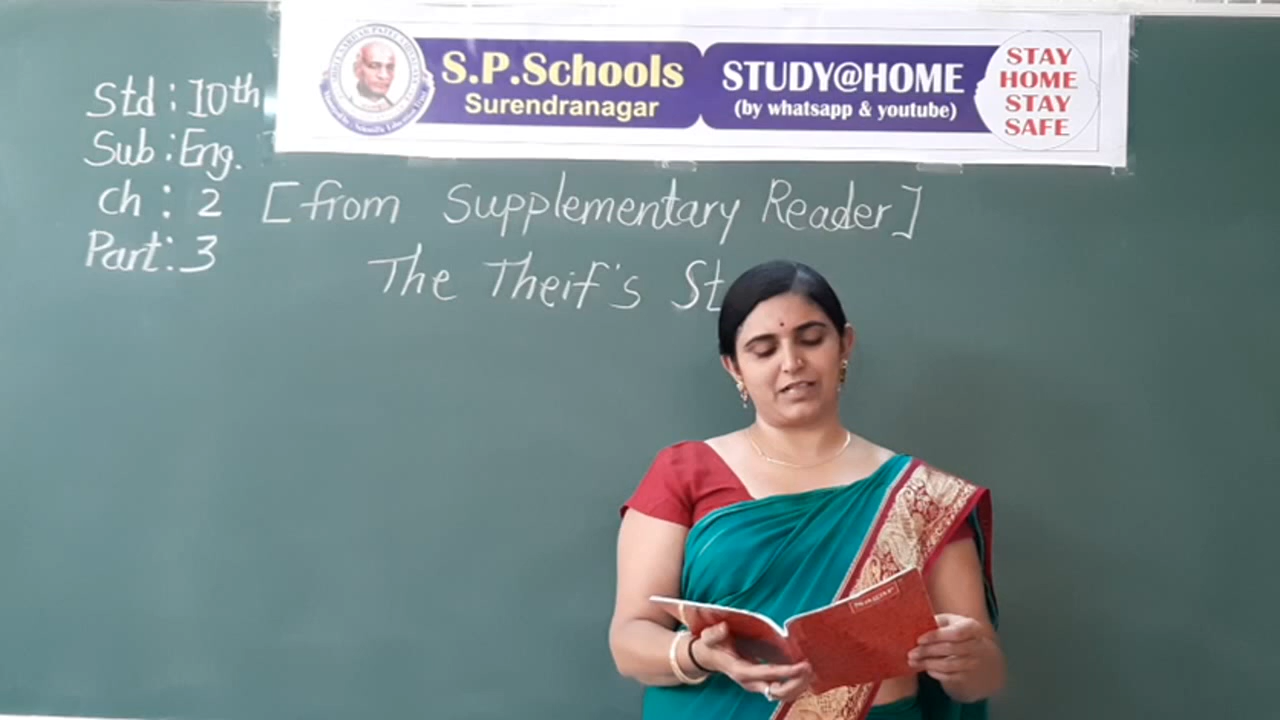 S.P.Schools
Surendranagar
STUDY@HOME
(by whatsapp & youtube)
STAY
HOME
STAY
SAFE
Std : 10th
Sub : Eng.
ch : 2 [from Supplementary Reader]
Part : 3
The Theif's St